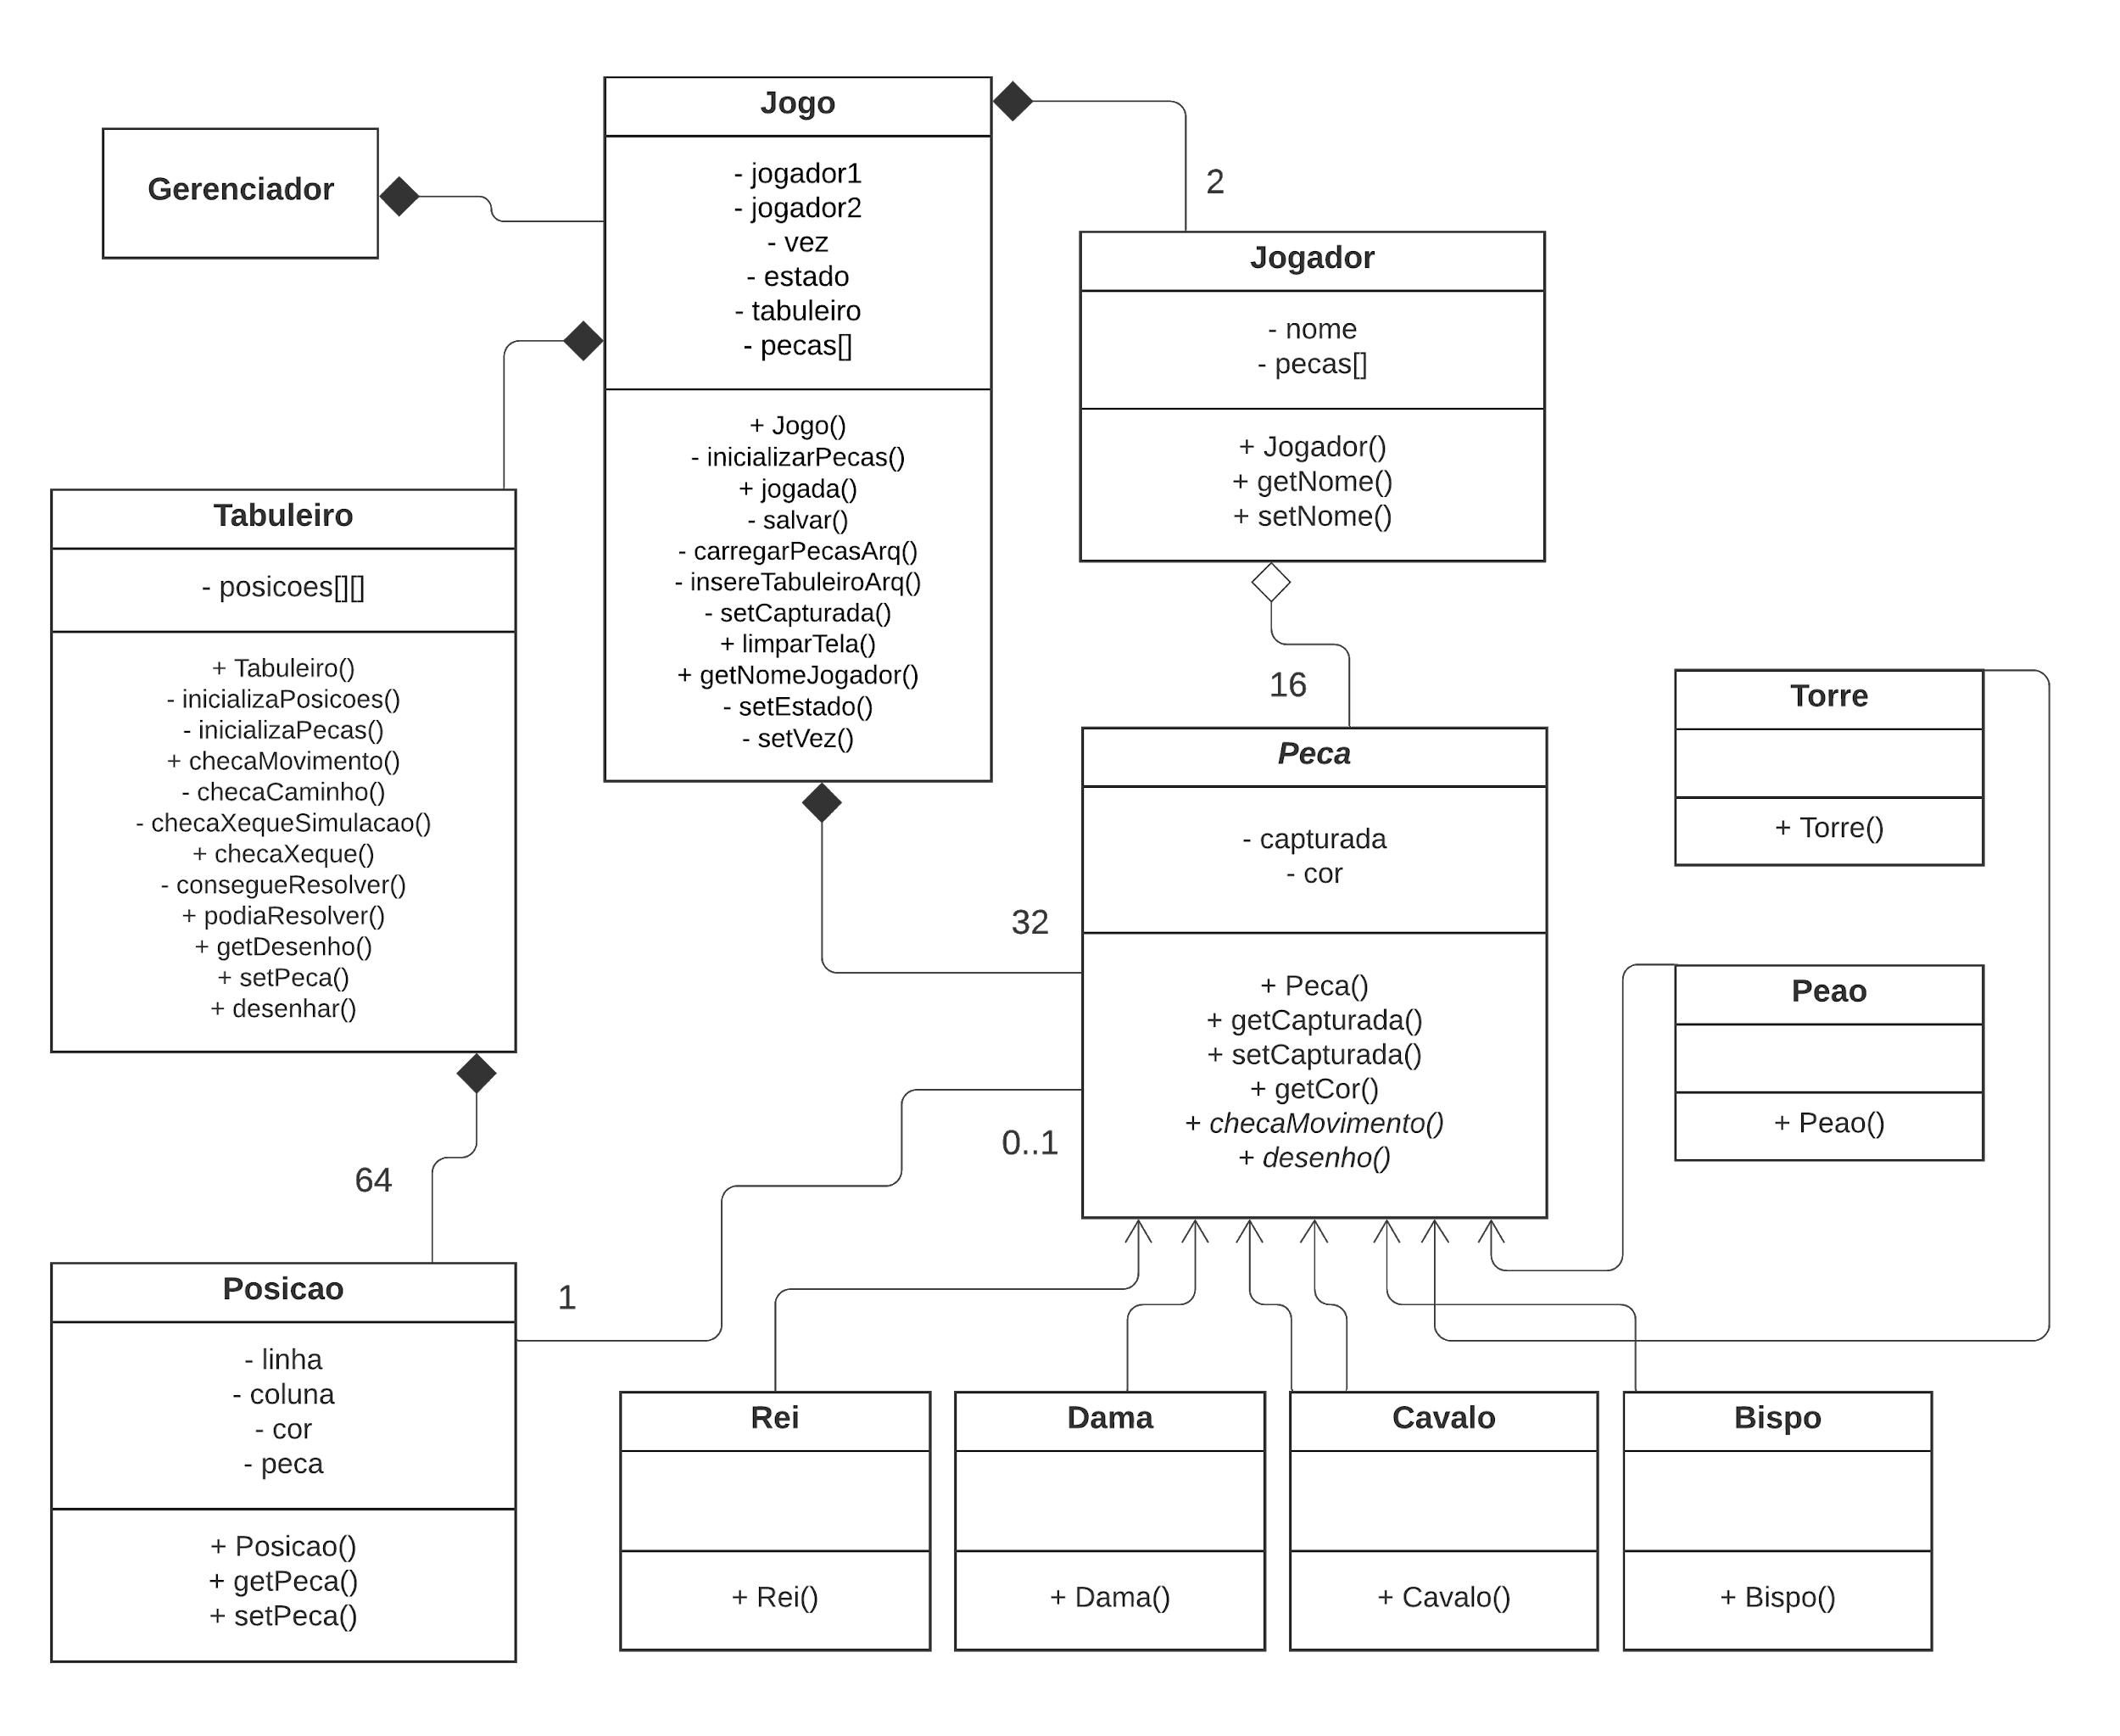 Gerenciador
Jogo
- jogador1
- jogador2
- vez
- estado
- tabuleiro
- pecas[]
+ Jogo()
- inicializarPecas()
+ jogada()
- salvar()
- carregarPecasArq()
- insereTabuleiroArq()
- setCapturada()
+ limparTela()
+ getNomeJogador()
- setEstado()
- setVez()
2
Jogador
- nome
- pecas[]
+ Jogador()
+ getNome()
+ setNome()
Tabuleiro
- posicoes[][]
+ Tabuleiro()
- inicializaPosicoes()
- inicializaPecas()
+ checaMovimento()
- checaCaminho()
- checaXequeSimulacao()
+ checaXeque()
- consegueResolver()
+ podiaResolver()
+ getDesenho()
+ setPeca()
+ desenhar()
16
Peca
- capturada
- cor
+ Peca()
+ getCapturada()
+ setCapturada()
+ getCor()
+ checaMovimento()
+ desenho()
32
0..1
Torre
+ Torre()
Peao
+ Peao()
64
1
Posicao
- linha
- coluna
- cor
- peca
+ Posicao()
+ getPeca()
+ setPeca()
Rei
+ Rei()
Dama
+ Dama()
Cavalo
+ Cavalo()
Bispo
+ Bispo()